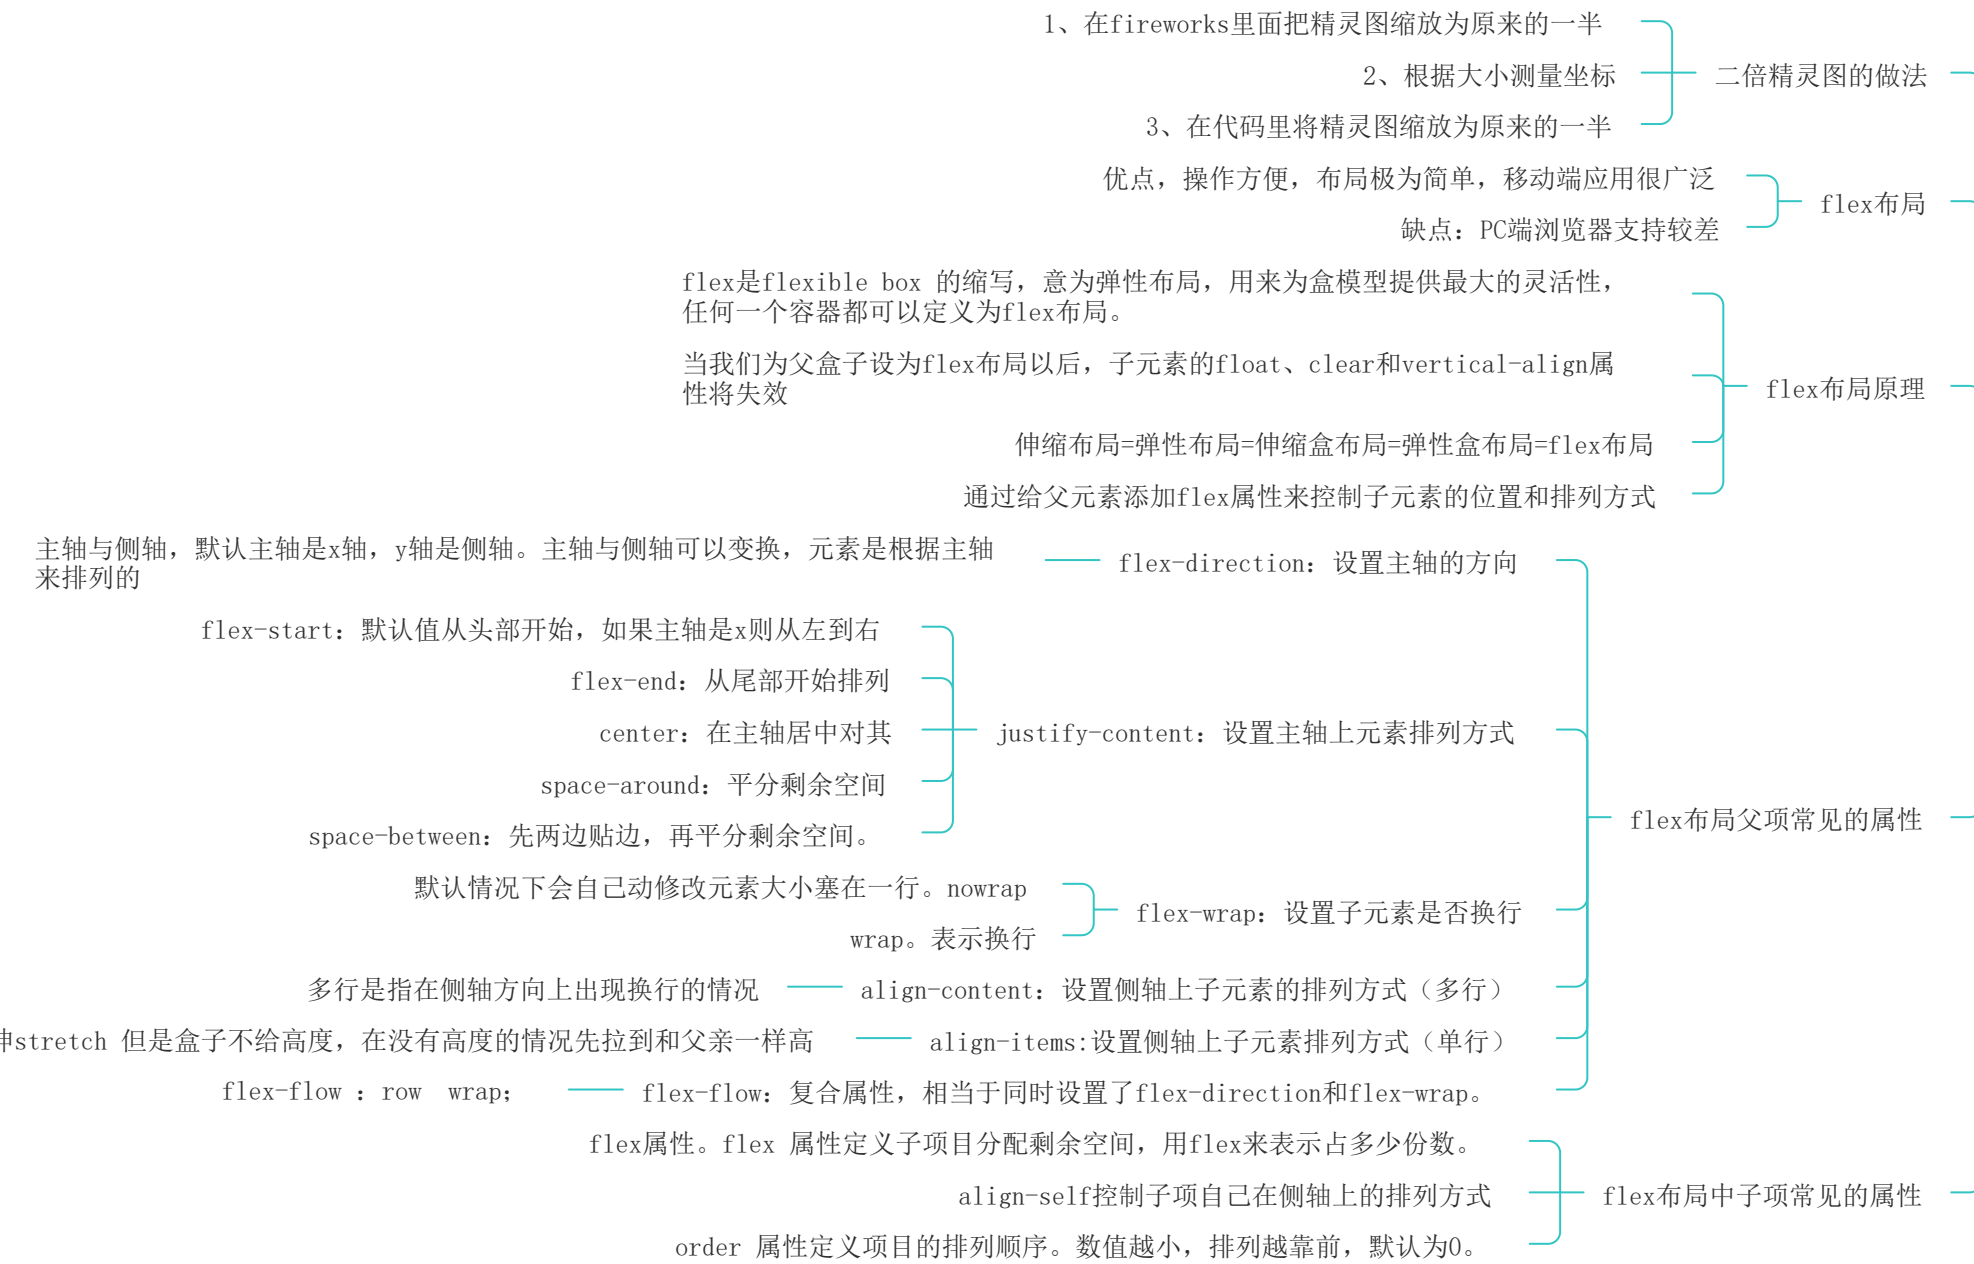 1、在fireworks里面把精灵图缩放为原来的一半
2、根据大小测量坐标
二倍精灵图的做法
3、在代码里将精灵图缩放为原来的一半
优点，操作方便，布局极为简单，移动端应用很广泛
flex布局
缺点：PC端浏览器支持较差
flex是flexible box 的缩写，意为弹性布局，用来为盒模型提供最大的灵活性，
任何一个容器都可以定义为flex布局。
当我们为父盒子设为flex布局以后，子元素的float、clear和vertical-align属
性将失效
flex布局原理
伸缩布局=弹性布局=伸缩盒布局=弹性盒布局=flex布局
通过给父元素添加flex属性来控制子元素的位置和排列方式
主轴与侧轴，默认主轴是x轴，y轴是侧轴。主轴与侧轴可以变换，元素是根据主轴
来排列的
flex-direction：设置主轴的方向
flex-start：默认值从头部开始，如果主轴是x则从左到右
flex-end：从尾部开始排列
center：在主轴居中对其
justify-content：设置主轴上元素排列方式
space-around：平分剩余空间
space-between：先两边贴边，再平分剩余空间。
flex布局父项常见的属性
默认情况下会自己动修改元素大小塞在一行。nowrap
flex-wrap：设置子元素是否换行
wrap。表示换行
多行是指在侧轴方向上出现换行的情况
align-content：设置侧轴上子元素的排列方式（多行）
stretch 但是盒子不给高度，在没有高度的情况先拉到和父亲一样高
align-items:设置侧轴上子元素排列方式（单行）
flex-flow ：row  wrap；
flex-flow：复合属性，相当于同时设置了flex-direction和flex-wrap。
flex属性。flex 属性定义子项目分配剩余空间，用flex来表示占多少份数。
align-self控制子项自己在侧轴上的排列方式
flex布局中子项常见的属性
order 属性定义项目的排列顺序。数值越小，排列越靠前，默认为0。